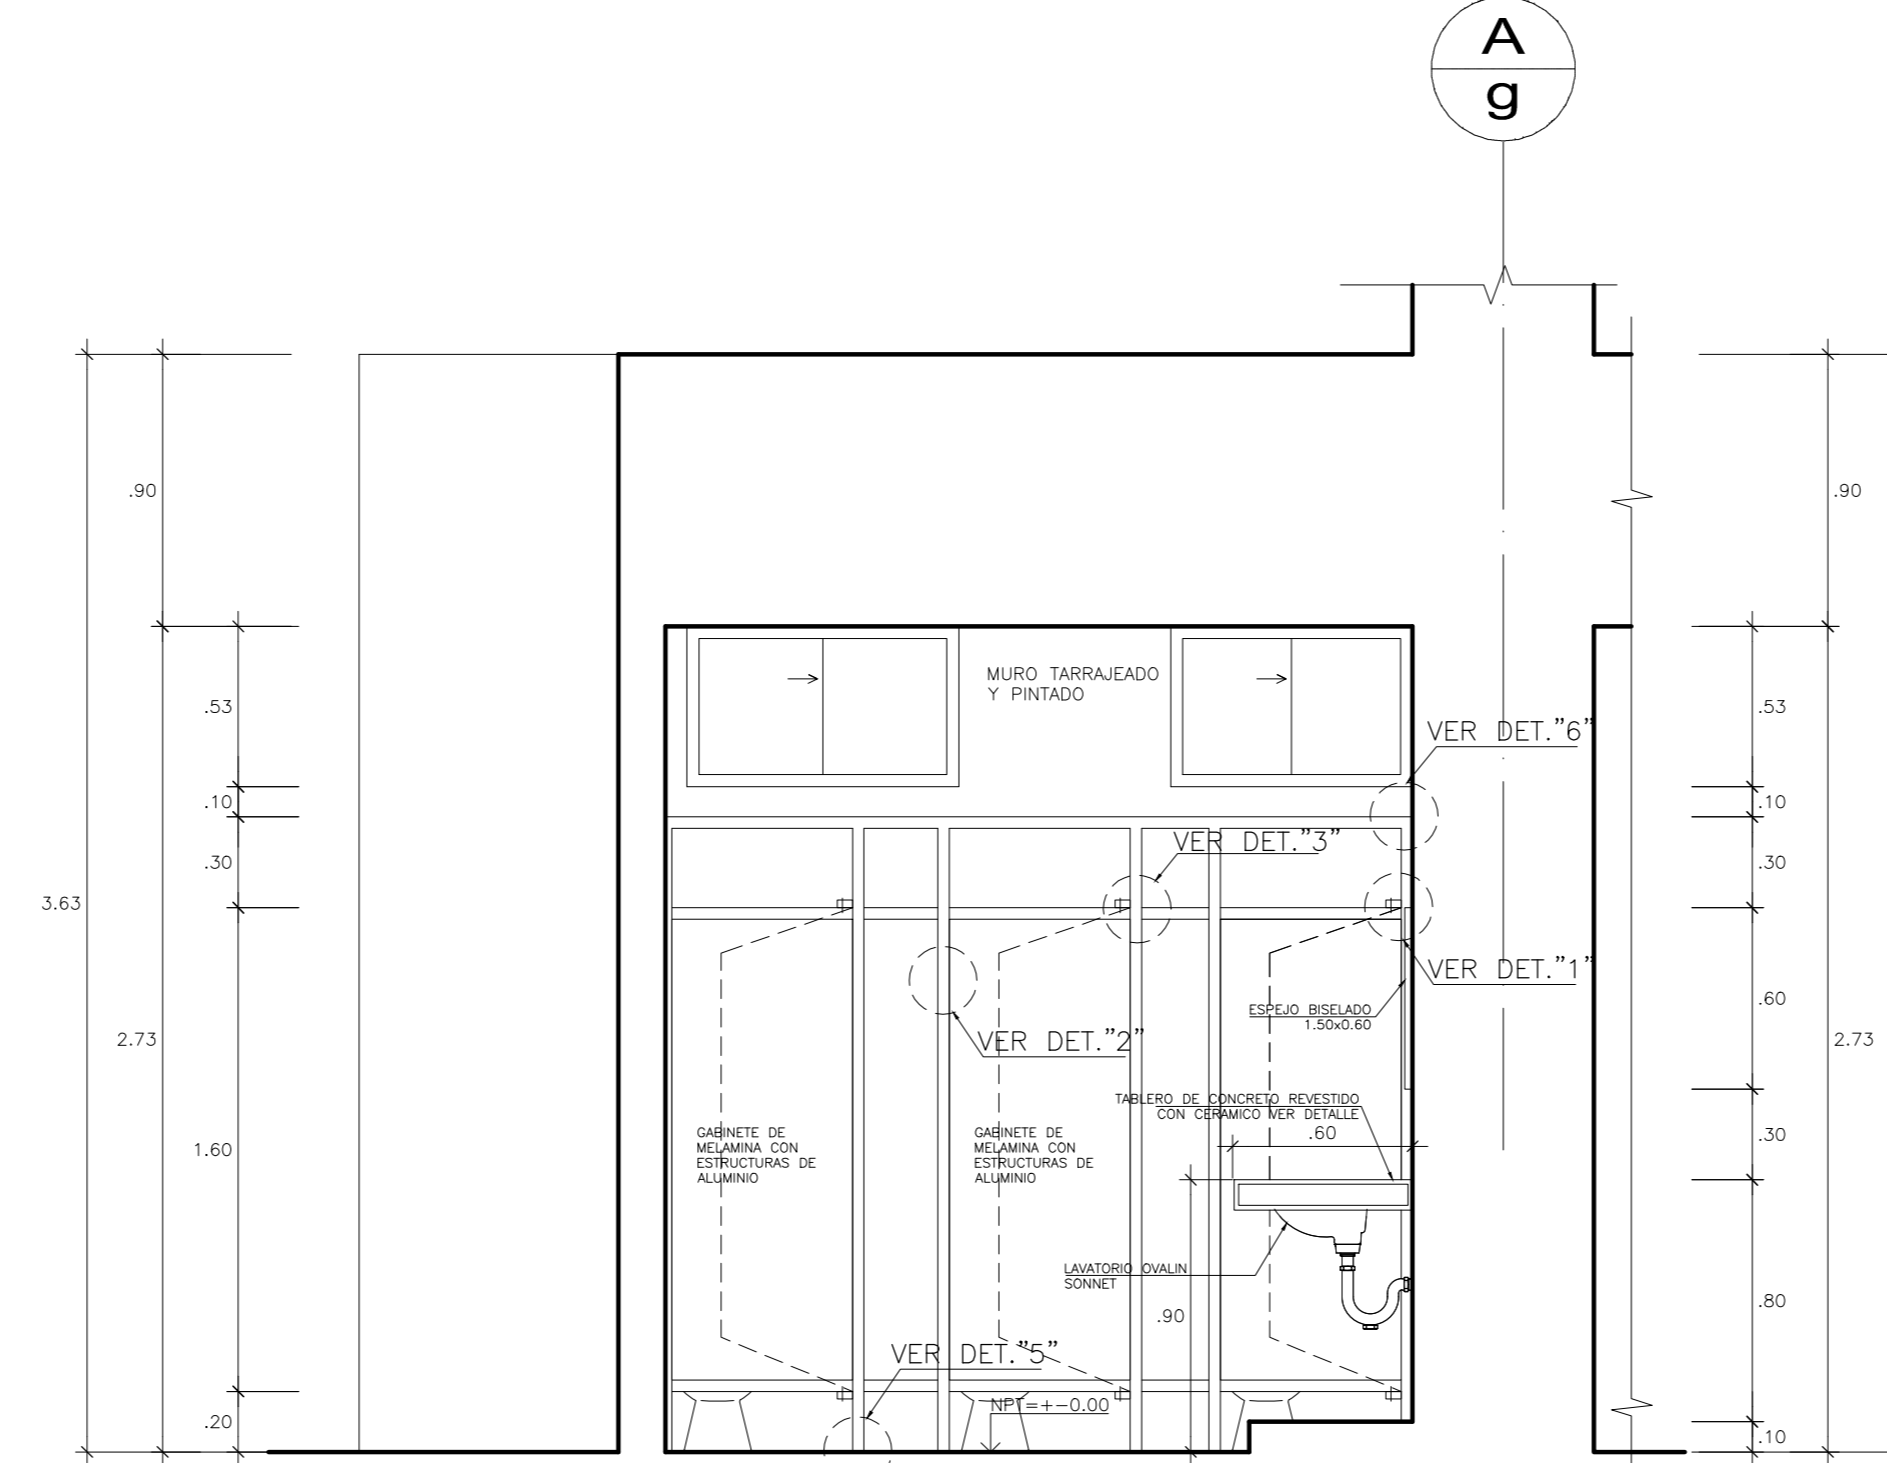 A
g
.90
.90
MURO TARRAJEADO
Y PINTADO
.53
.53
VER DET."6"
.10
.10
VER DET."3"
.30
.30
3.63
VER DET."1"
.60
ESPEJO BISELADO
1.50x0.60
2.73
VER DET."2"
2.73
TABLERO DE CONCRETO REVESTIDO
CON CERAMICO VER DETALLE
.60
.30
1.60
GABINETE DE
MELAMINA CON
ESTRUCTURAS DE
ALUMINIO
GABINETE DE
MELAMINA CON
ESTRUCTURAS DE
ALUMINIO
LAVATORIO OVALIN
SONNET
.80
.90
VER DET."5"
NPT=+-0.00
.20
.10